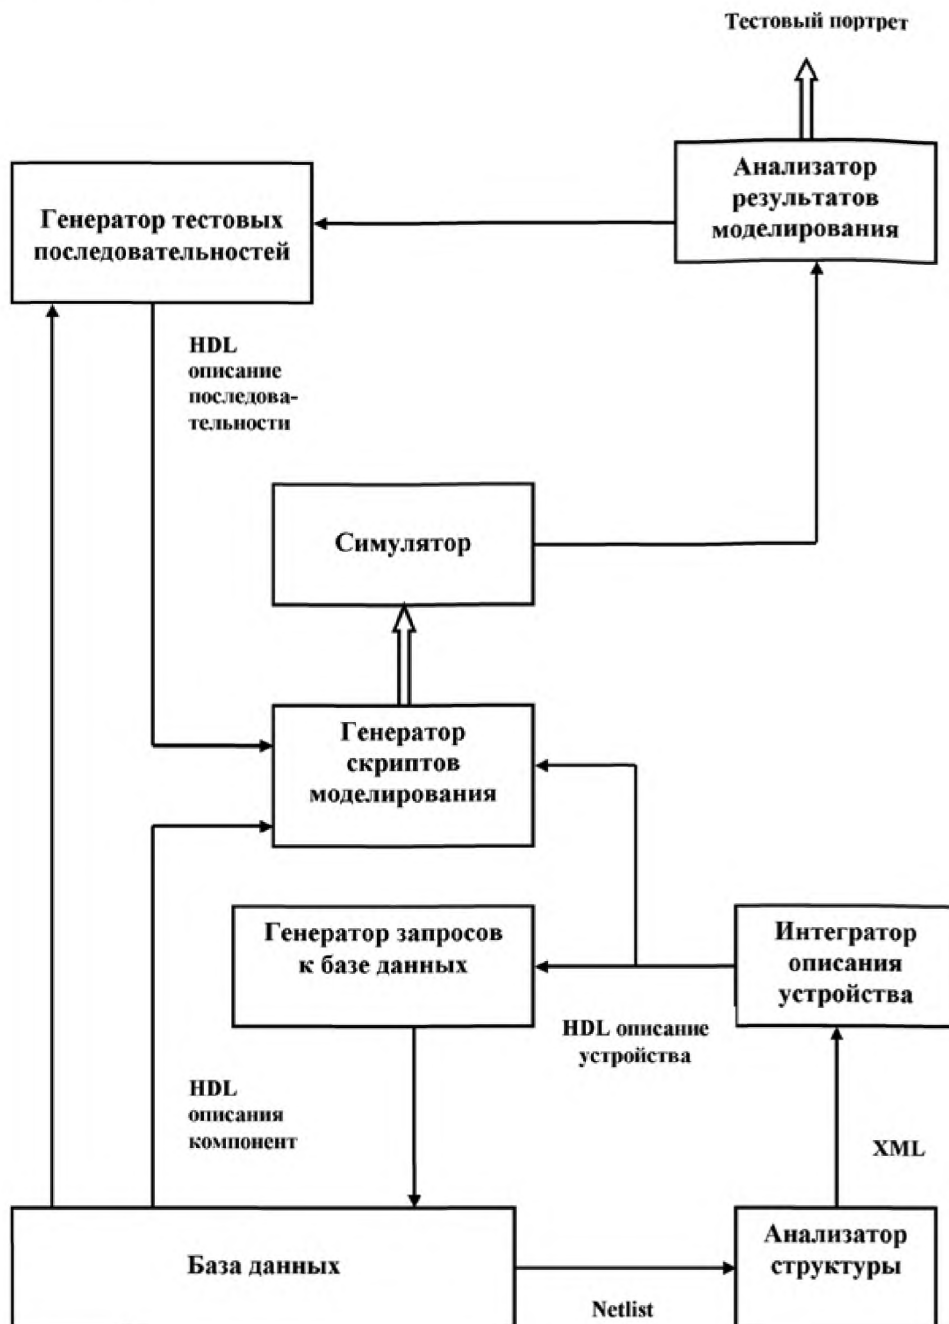 Тестовый портрет
Анализатор
результатов
моделирования
Генератор тестовых
последовательностей
HDL
описание
последова-
тельности
Симулятор
Генератор
скриптов
моделирования
Генератор запросов
к базе данных
Интегратор
описания
устройства
HDL описание
устройства
HDL
описания
компонент
XML
База данных
Анализатор
структуры
Netlist